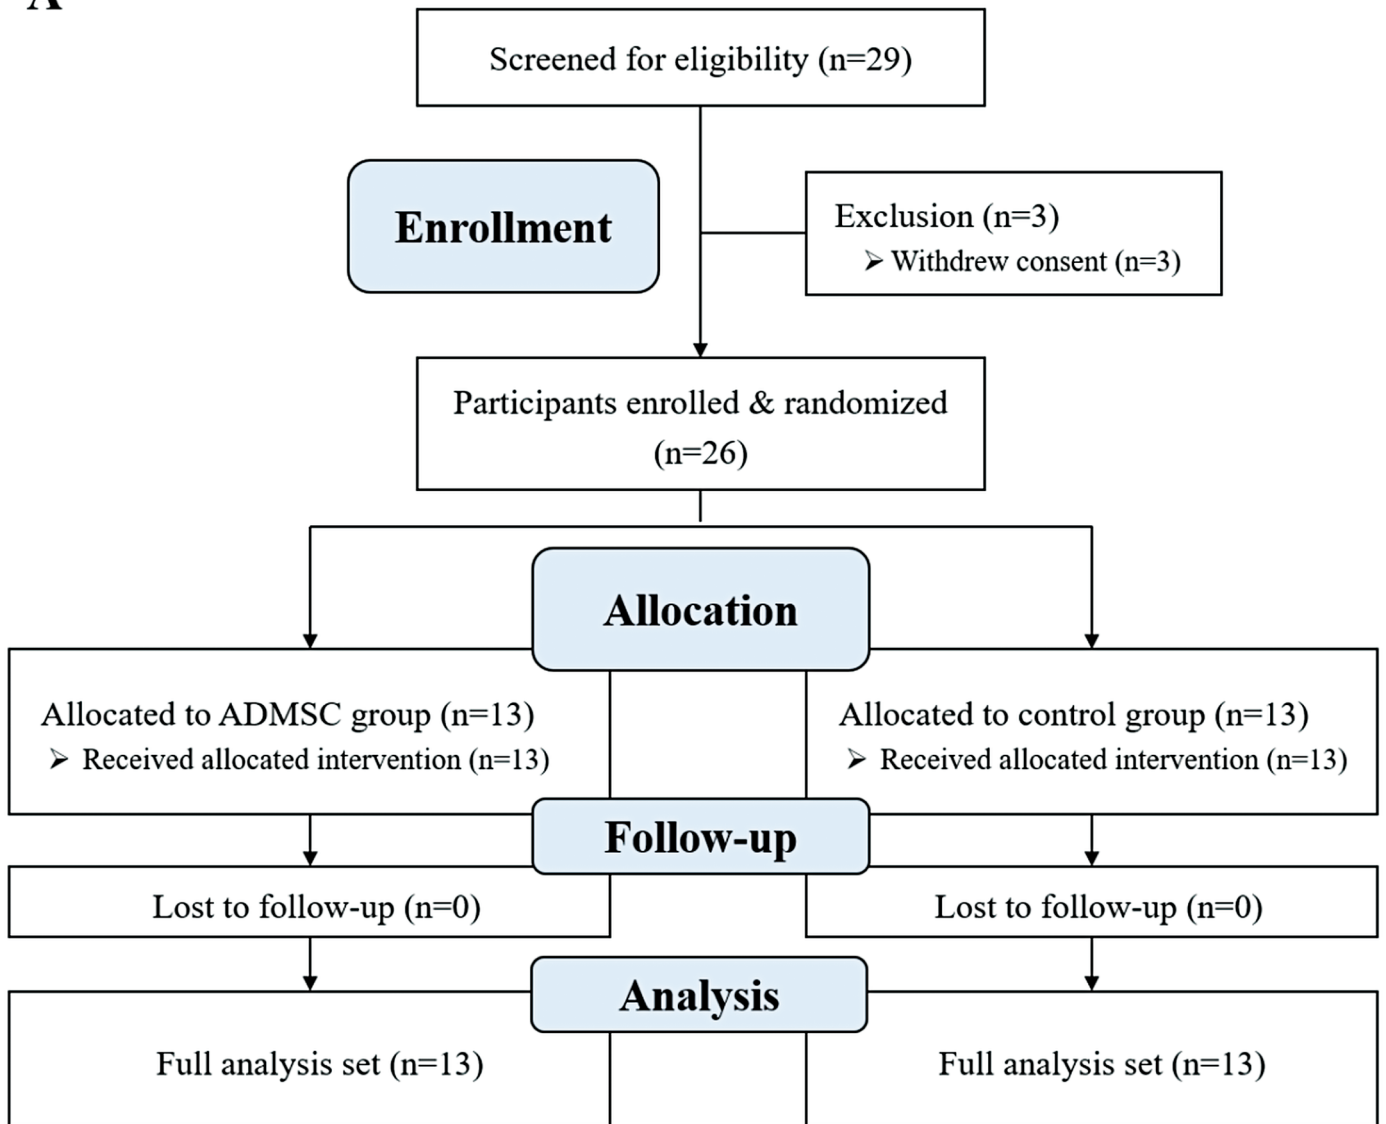 A
Screened for eligibility (n=29)
Enrollment
Exclusion (n=3)
➢ Withdrew consent (n=3)
Participants enrolled & randomized
(n=26)
Allocation
Allocated to ADMSC group (n=13)
➢ Received allocated intervention (n=13)
Allocated to control group (n=13)
➢ Received allocated intervention (n=13)
Follow-up
Lost to follow-up (n=0)
Lost to follow-up (n=0)
Analysis
Full analysis set (n=13)
Full analysis set (n=13)